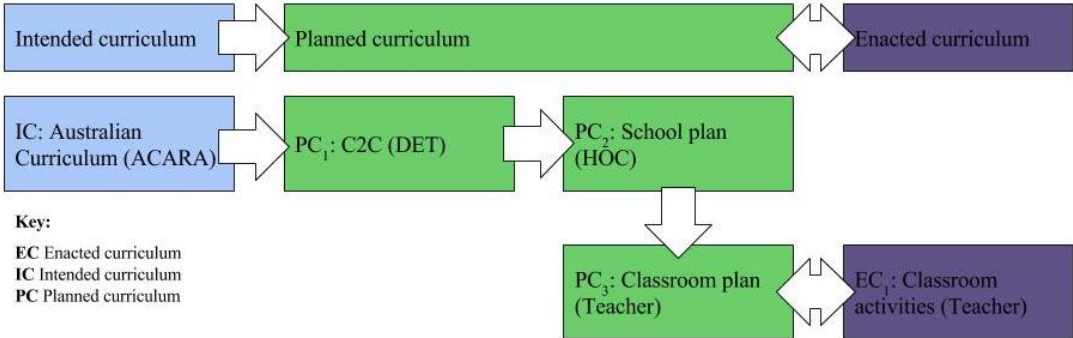 Intended curriculum
Planned curriculum
Enacted curriculum
IC: Australian
Curriculum (ACARA)
PC₁: C2C (DET)
PC₂: School plan
(HOC)
Key:
EC Enacted curriculum
IC Intended curriculum
PC Planned curriculum
PC₃: Classroom plan
(Teacher)
EC₁: Classroom
activities (Teacher)